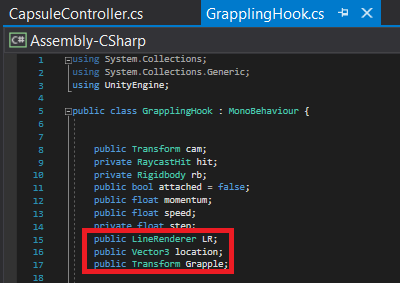 CapsuleController.cs GrapplingHook.cs
C# Assembly-CSharp
1 using System.Collections;
2 using System.Collections.Generic;
3 using UnityEngine;
4
5 public class GrapplingHook : MonoBehaviour {
6
7
8 public Transform cam;
9 private RaycastHit hit;
10 private Rigidbody rb;
11 public bool attached = false;
12 public float momentum;
13 public float speed;
14 private float step;
15 public LineRenderer LR;
16 public Vector3 location;
17 public Transform Grapple;